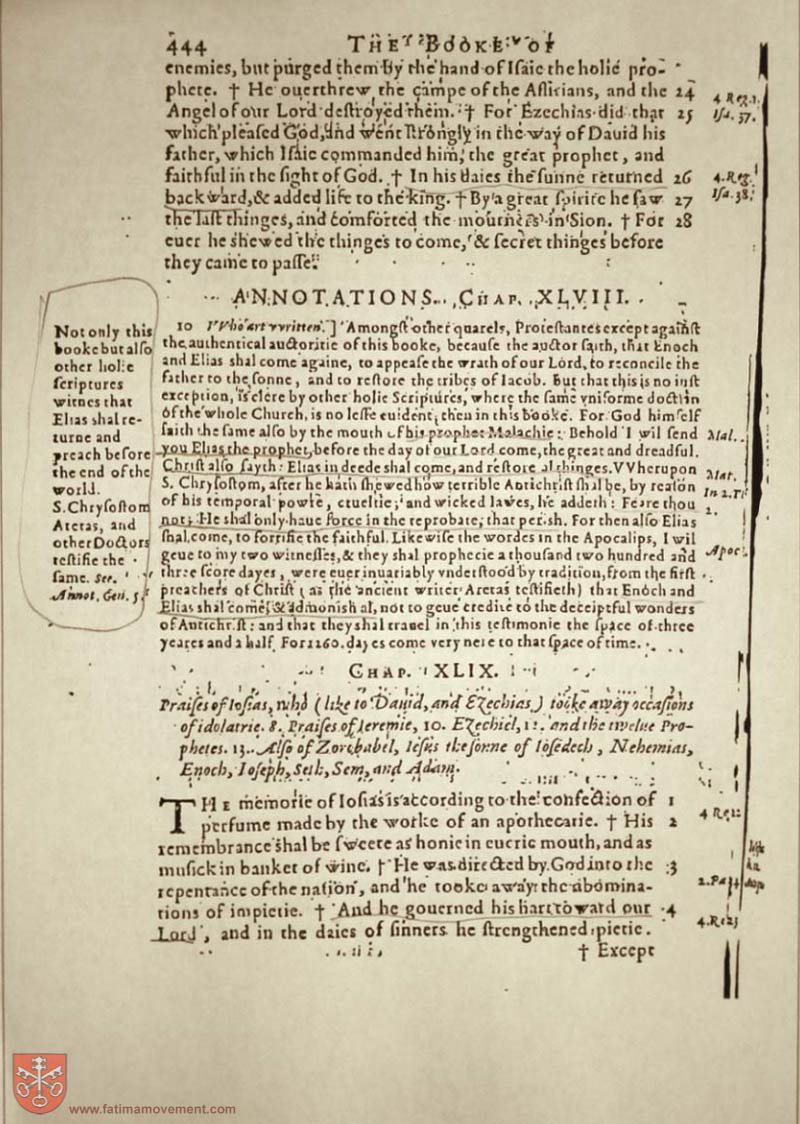 444 THE BOOKE OF
enemies, but purged them by the hand of Isaie the holie pro-
phete. † He ouerthrew the campe of the Assirians, and the 24
Angel of our Lord destroyed them. † For Ezechias did that 25
which pleased God, and went strongly in the way of Dauid his
father, which Isaie commanded him, the great prophet, and
faithful in the sight of God. † In his daies the sunne returned 26
backward, & added life to the king. † By a great spirite he saw 27
the last thinges, and comforted the mourners in Sion. † For 28
euer he shewed the thinges to come, & secret thinges before
they came to passe.
4 Reg.
Isa. 37.
4. Reg.
Isa. 38.
ANNOTATIONS. CHAP. XLVIII.
Not only this
booke but also
other holie
scriptures
witnes that
Elias shal re-
turne and
preach before
the end of the
world.
S. Chrysostom
Aretas, and
other Doctors
testifie the
same. See.
Annot. Gen. 5.
10 Who art written.] Amongst other quarels, Protestantes except against
the authentical auctoritie of this booke, because the auctor saith, that Enoch
and Elias shal come againe, to appease the wrath of our Lord, to reconcile the
father to the sonne, and to restore the tribes of Iacob. But that this is no iust
exception, is clere by other holie Scriptures, where the same vniforme doctrin
of the whole Church, is no lesse euident, then in this booke. For God himself
saith the same also by the mouth of his prophet Malachie: Behold I wil send
you Elias the prophet, before the day of our Lord come, the great and dreadful.
Christ also sayth: Elias in deede shal come, and restore al thinges. VVherupon
S. Chrysostom, after he hath shewed how terrible Antichrist shal be, by reason
of his temporal powre, crueltie, and wicked lawes, he addeth: Feare thou
not: He shal only haue force in the reprobate, that perish. For then also Elias
shal come, to fortifie the faithful. Likewise the wordes in the Apocalips, I wil
geue to my two witnesses, & they shal prophecie a thousand two hundred and
three score dayes, were euer inuariably vnderstood by tradition, from the first
preachers of Christ (as the ancient writer Aretas testifieth) that Enoch and
Elias shal come, & admonish al, not to geue credite to the deceiptful wonders
of Antichrist: and that they shal trauel in this testimonie the space of three
yeares and a half. For 1260. dayes come very nere to that space of time.
Mal.
Mat.
In 2. T
2.
Apoc.
CHAP. XLIX.
Praises of Iosias, who (like to Dauid, and Ezechias) tooke away occasions
of idolatrie. 8. Praises of Ieremie, 10. Ezechiel, 12. and the twelue Pro-
phetes. 13. Also of Zorobabel, Iesus the sonne of Iosedech, Nehemias,
Enoch, Ioseph, Seth, Sem, and Adam.
THE memorie of Iosias is according to the confection of 1
perfume made by the worke of an apothecarie. † His 2
remembrance shal be sweete as honie in euerie mouth, and as
musick in banket of wine. † He was directed by God into the 3
repentance of the nation, and he tooke away the abomina-
tions of impietie. † And he gouerned his hart toward our 4
Lord, and in the daies of sinners he strengthened pietie.
† Except
www.fatimamovement.com